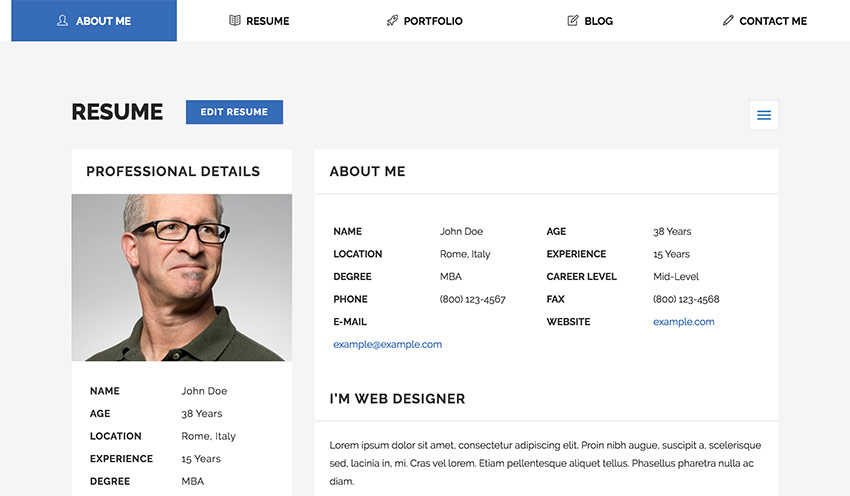 ABOUT ME RESUME PORTFOLIO BLOG CONTACT ME
RESUME EDIT RESUME
PROFESSIONAL DETAILS
NAME John Doe
AGE 38 Years
LOCATION Rome, Italy
EXPERIENCE 15 Years
DEGREE MBA
ABOUT ME
NAME John Doe AGE 38 Years
LOCATION Rome, Italy EXPERIENCE 15 Years
DEGREE MBA CAREER LEVEL Mid-Level
PHONE (800) 123-4567 FAX (800) 123-4568
E-MAIL WEBSITE example.com
example@example.com
I'M WEB DESIGNER
Lorem ipsum dolor sit amet, consectetur adipiscing elit. Proin nibh augue, suscipit a, scelerisque
sed, lacinia in, mi. Cras vel lorem. Etiam pellentesque aliquet tellus. Phasellus pharetra nulla ac
diam.